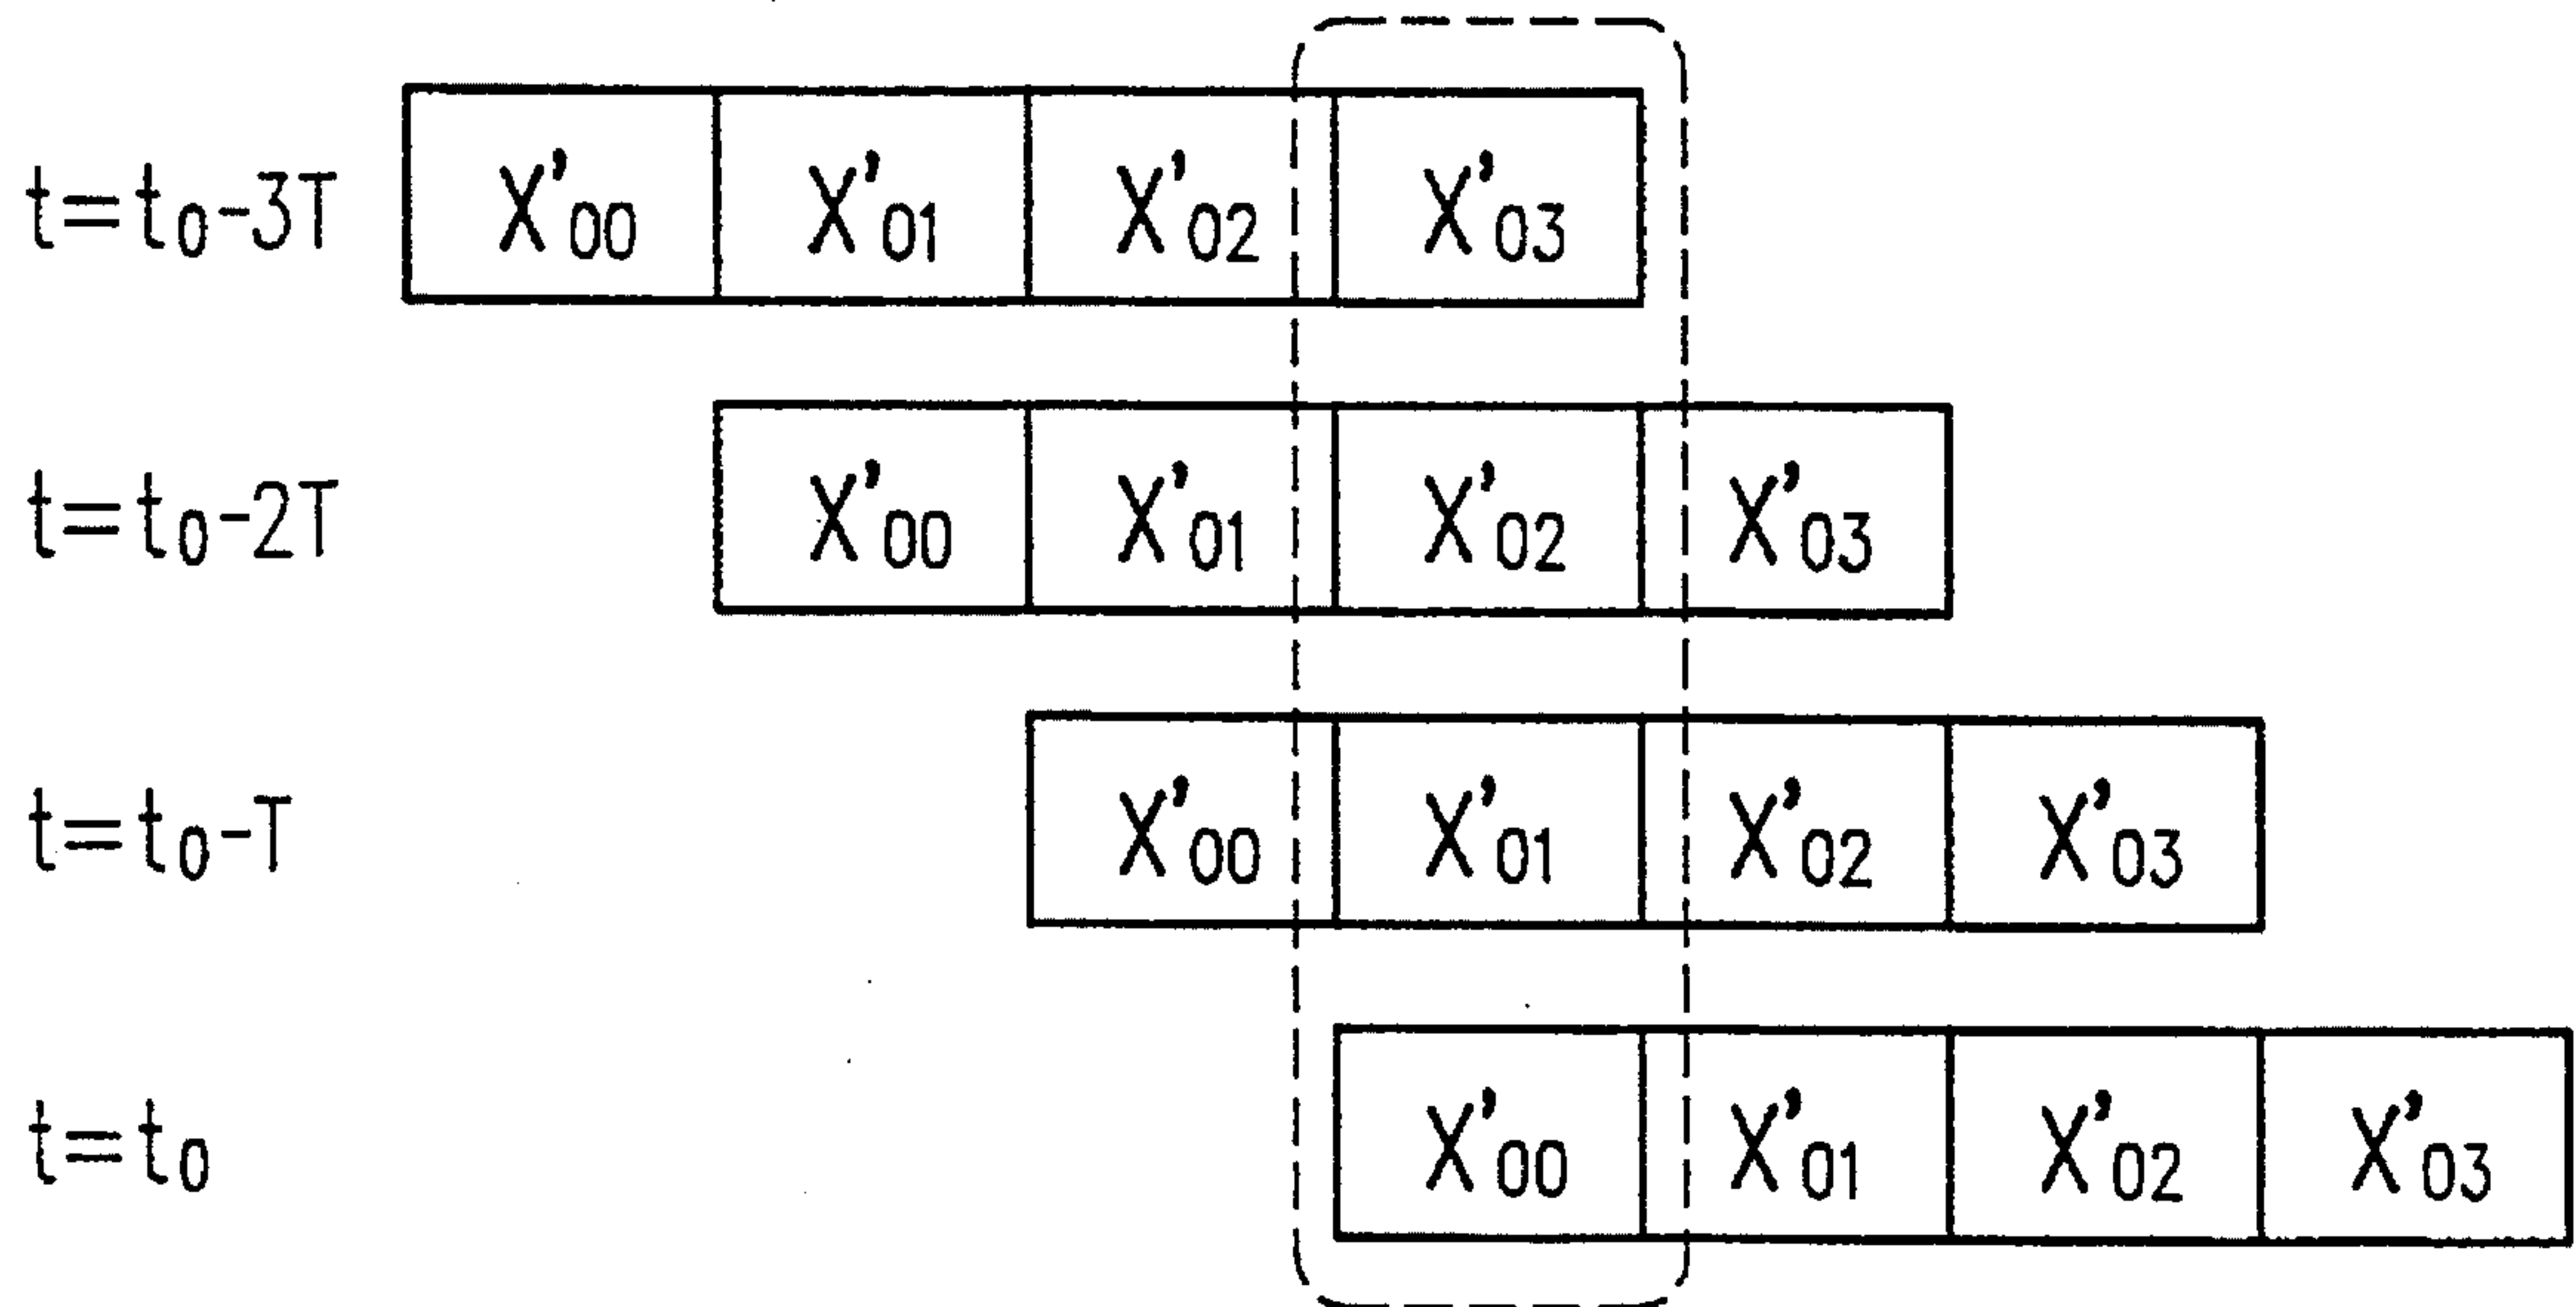 t=t₀-3T X'₀₀ X'₀₁ X'₀₂ X'₀₃
t=t₀-2T X'₀₀ X'₀₁ X'₀₂ X'₀₃
t=t₀-T X'₀₀ X'₀₁ X'₀₂ X'₀₃
t=t₀ X'₀₀ X'₀₁ X'₀₂ X'₀₃